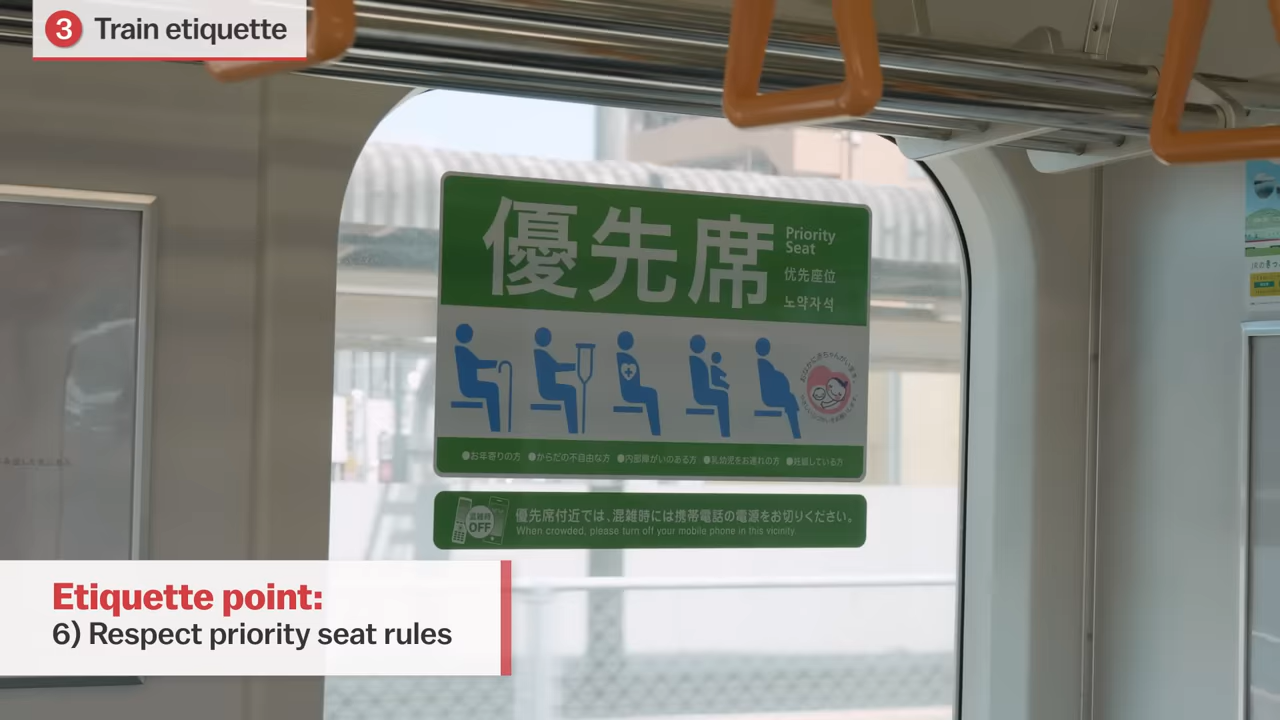 3 Train etiquette
優先席
Priority
Seat
优先座位
노약자석
●お年寄りの方 ●からだの不自由な方 ●内部障がいのある方 ●乳幼児をお連れの方 ●妊娠している方
混雑時
OFF
優先席付近では、混雑時には携帯電話の電源をお切りください。
When crowded, please turn off your mobile phone in this vicinity.
Etiquette point:
6) Respect priority seat rules